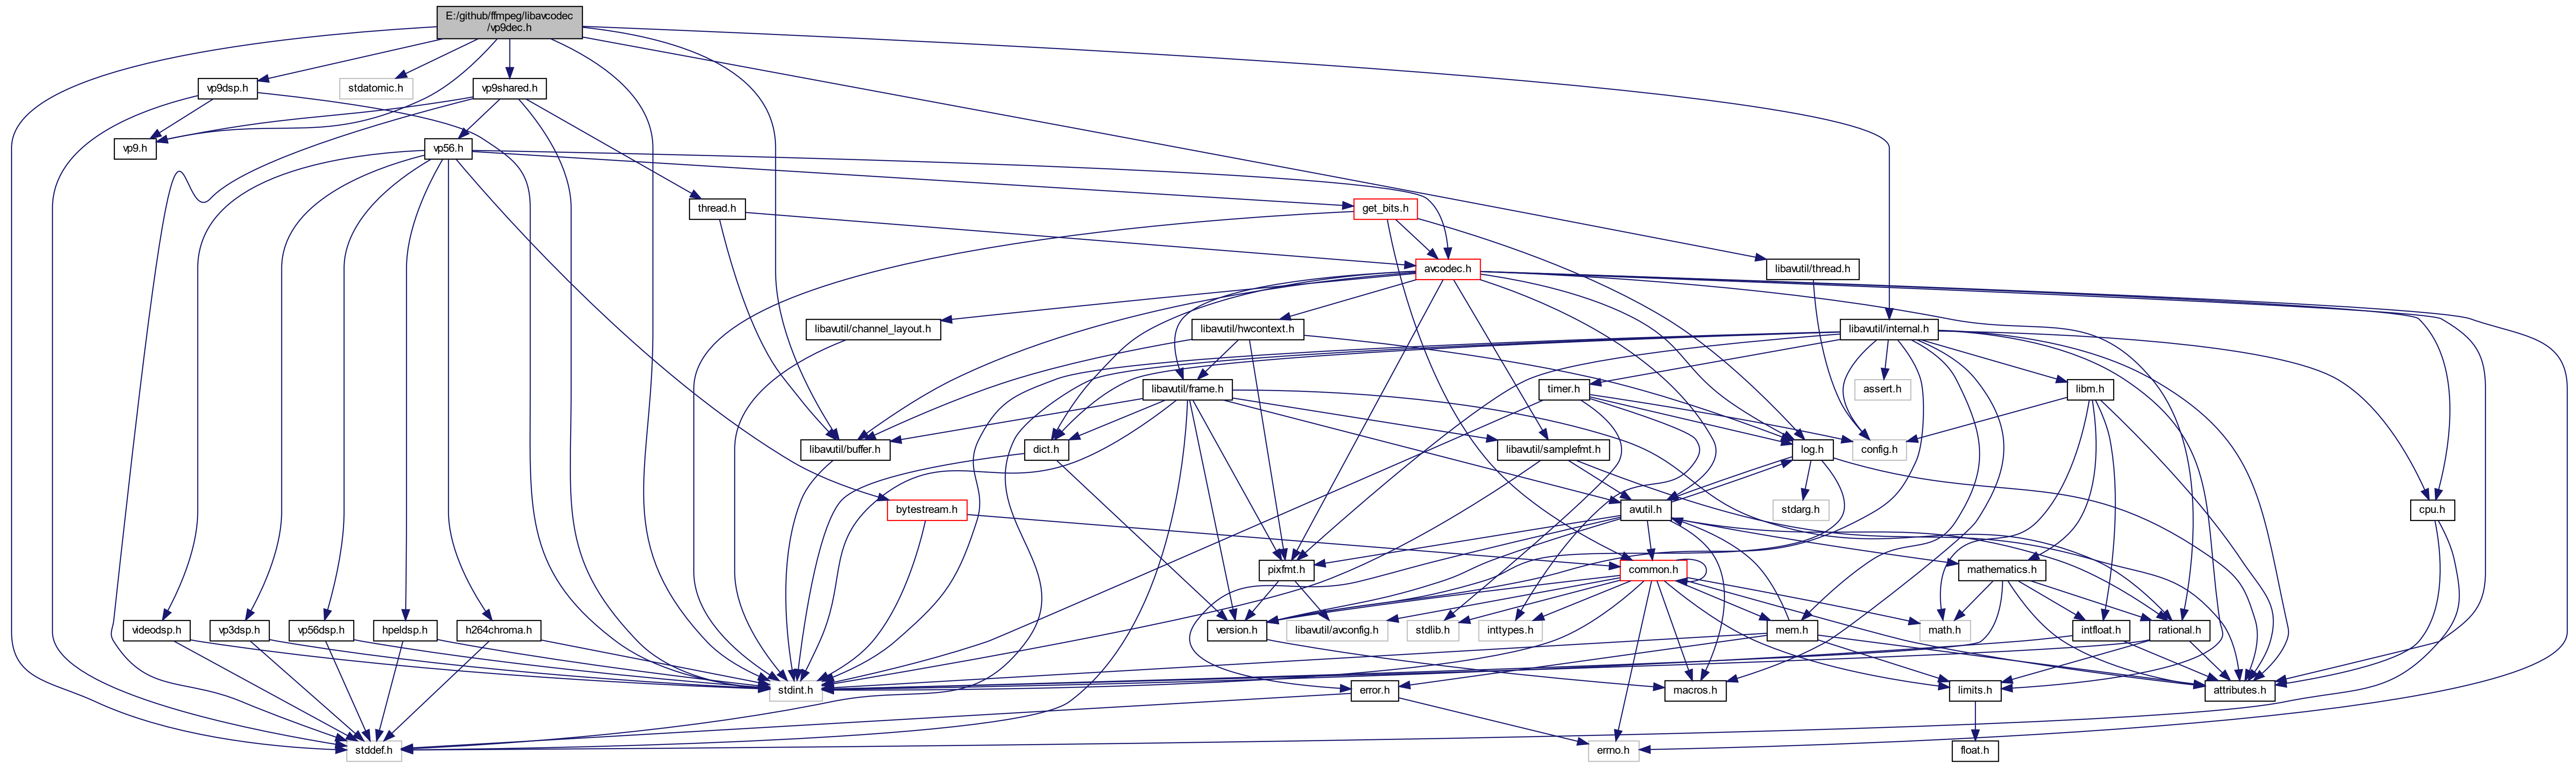 E:/github/ffmpeg/libavcodec
/vp9dec.h
vp9dsp.h
stdatomic.h
vp9shared.h
vp9.h
vp56.h
thread.h
get_bits.h
avcodec.h
libavutil/thread.h
libavutil/channel_layout.h
libavutil/hwcontext.h
libavutil/internal.h
libavutil/frame.h
timer.h
assert.h
libm.h
libavutil/buffer.h
dict.h
libavutil/samplefmt.h
log.h
config.h
bytestream.h
avutil.h
stdarg.h
cpu.h
pixfmt.h
common.h
mathematics.h
videodsp.h
vp3dsp.h
vp56dsp.h
hpeldsp.h
h264chroma.h
version.h
libavutil/avconfig.h
stdlib.h
inttypes.h
mem.h
math.h
intfloat.h
rational.h
stdint.h
error.h
macros.h
limits.h
attributes.h
stddef.h
errno.h
float.h